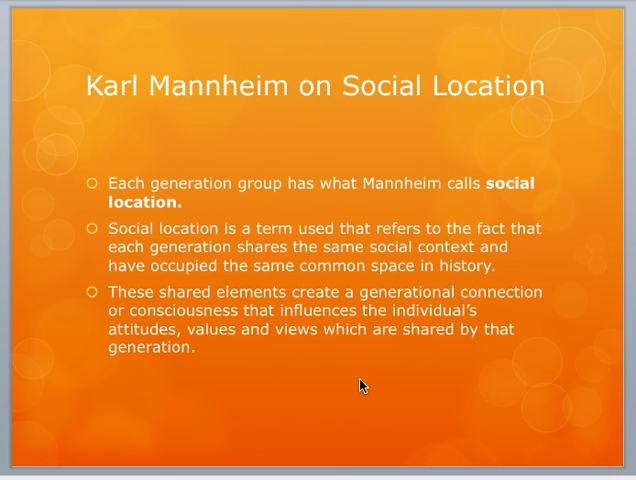 Karl Mannheim on Social Location
Each generation group has what Mannheim calls social
location.
Social location is a term used that refers to the fact that
each generation shares the same social context and
have occupied the same common space in history.
These shared elements create a generational connection
or consciousness that influences the individual’s
attitudes, values and views which are shared by that
generation.